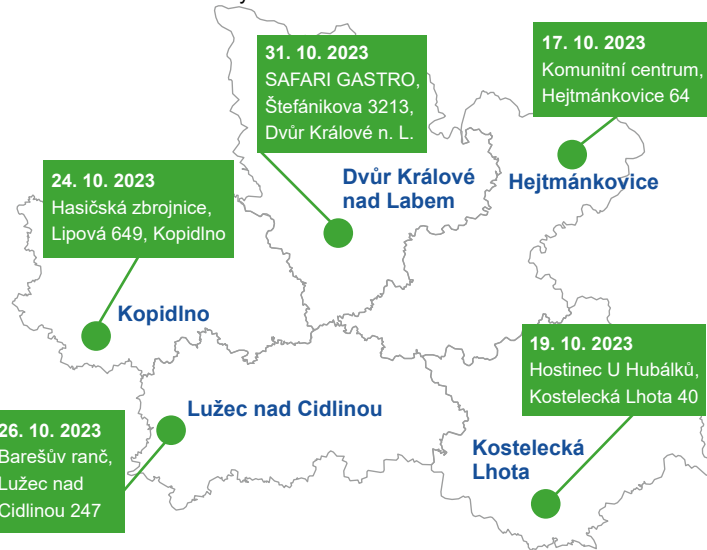 31. 10. 2023
SAFARI GASTRO,
Štefánikova 3213,
Dvůr Králové n. L.
17. 10. 2023
Komunitní centrum,
Hejtmánkovice 64
Dvůr Králové
nad Labem
Hejtmánkovice
24. 10. 2023
Hasičská zbrojnice,
Lipová 649, Kopidlno
Kopidlno
19. 10. 2023
Hostinec U Hubálků,
Kostelecká Lhota 40
Lužec nad Cidlinou
26. 10. 2023
Barešův ranč,
Lužec nad
Cidlinou 247
Kostelecká
Lhota